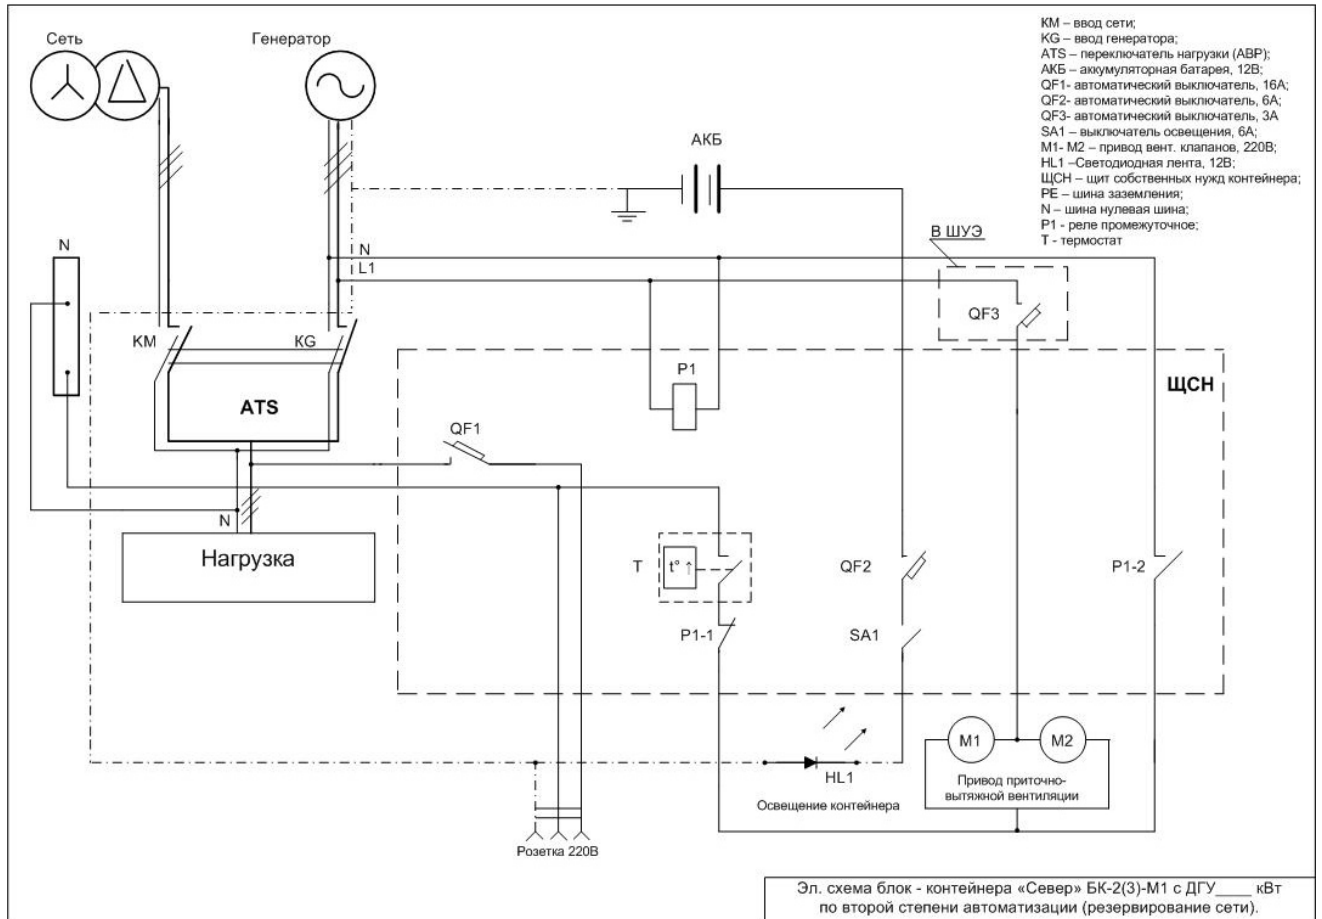 Сеть
Генератор
КМ – ввод сети;
KG – ввод генератора;
ATS – переключатель нагрузки (АВР);
АКБ – аккумуляторная батарея, 12В;
QF1- автоматический выключатель, 16А;
QF2- автоматический выключатель, 6А;
QF3- автоматический выключатель, 3А
SA1 – выключатель освещения, 6А;
М1- М2 – привод вент. клапанов, 220В;
HL1 –Светодиодная лента, 12В;
ЩСН – щит собственных нужд контейнера;
PE – шина заземления;
N – шина нулевая шина;
Р1 - реле промежуточное;
Т - термостат
АКБ
В ШУЭ
N
N
L1
QF3
КМ
KG
P1
ЩСН
ATS
QF1
N
Нагрузка
T
t° ↑
QF2
P1-2
P1-1
SA1
М1
М2
HL1
Привод приточно-
вытяжной вентиляции
Освещение контейнера
Розетка 220В
Эл. схема блок - контейнера «Север» БК-2(3)-М1 с ДГУ____ кВт
по второй степени автоматизации (резервирование сети).